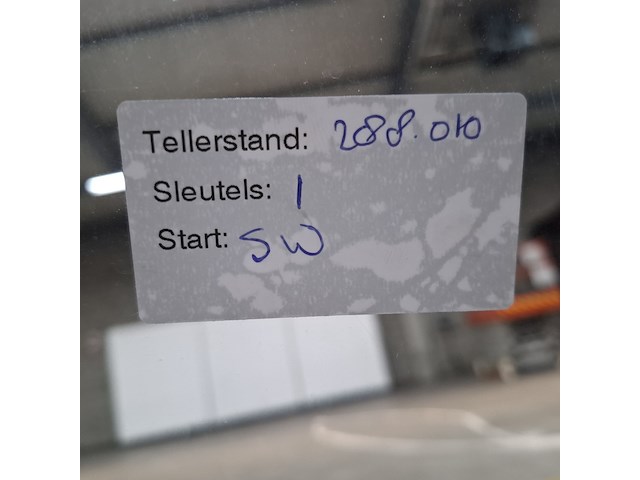 Tellerstand: 288.010
Sleutels: 1
Start: SW